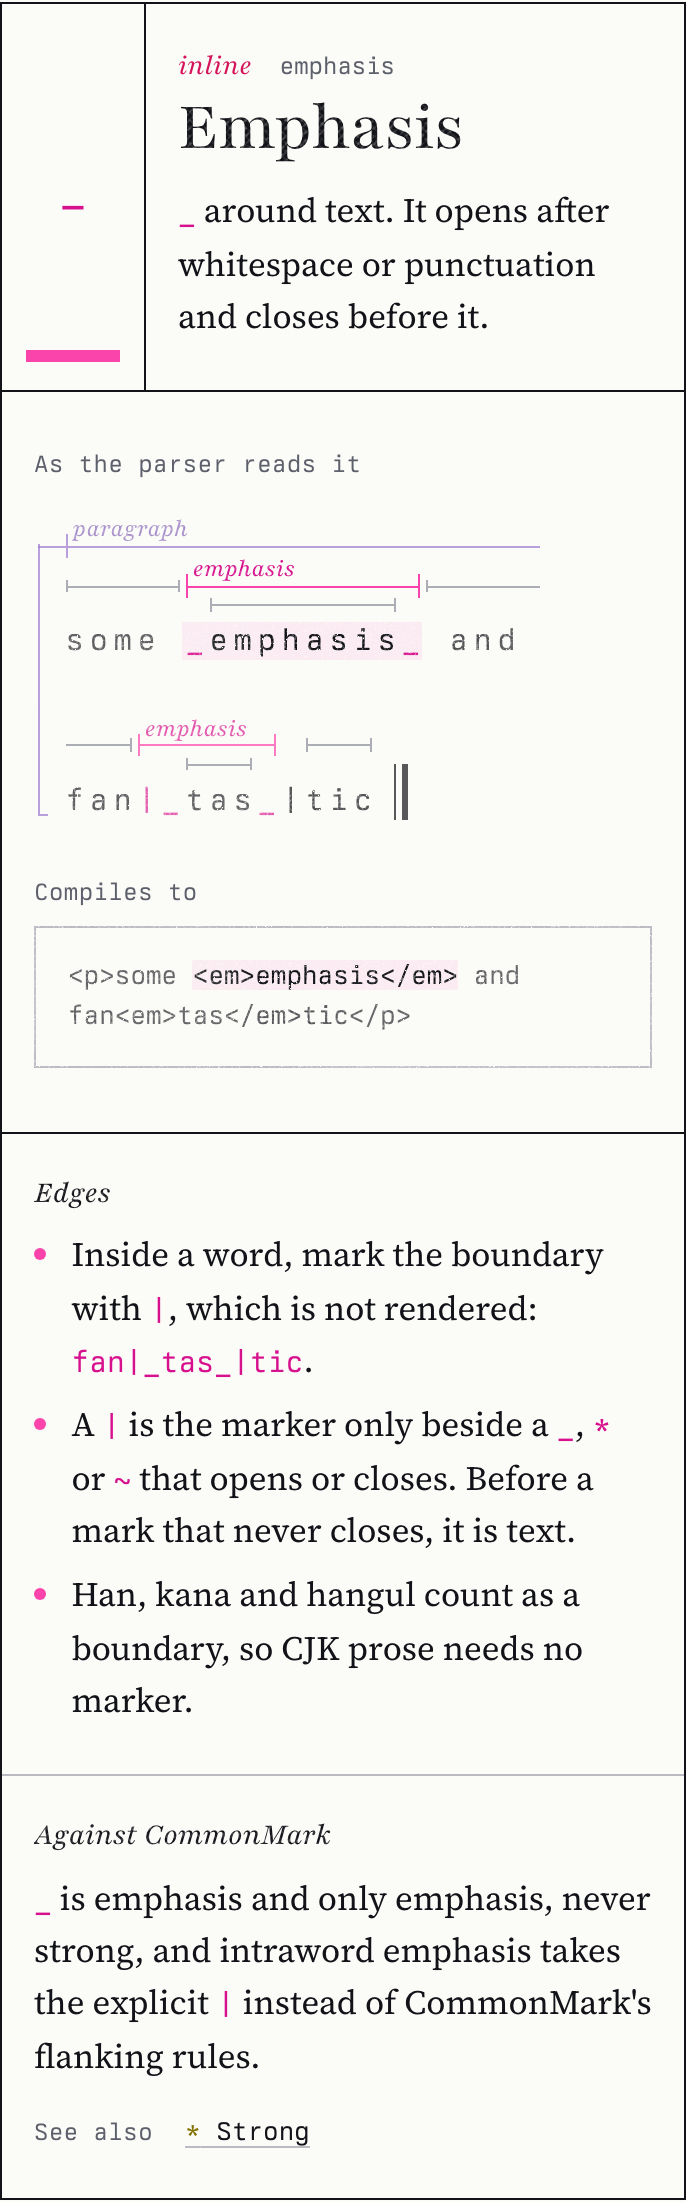 _
inline emphasis
Emphasis
_ around text. It opens after
whitespace or punctuation
and closes before it.
As the parser reads it
paragraph
emphasis
some _emphasis_ and
emphasis
fan|_tas_|tic
Compiles to
<p>some <em>emphasis</em> and
fan<em>tas</em>tic</p>
Edges
Inside a word, mark the boundary
with |, which is not rendered:
fan|_tas_|tic.
A | is the marker only beside a _, *
or ~ that opens or closes. Before a
mark that never closes, it is text.
Han, kana and hangul count as a
boundary, so CJK prose needs no
marker.
Against CommonMark
_ is emphasis and only emphasis, never
strong, and intraword emphasis takes
the explicit | instead of CommonMark's
flanking rules.
See also * Strong